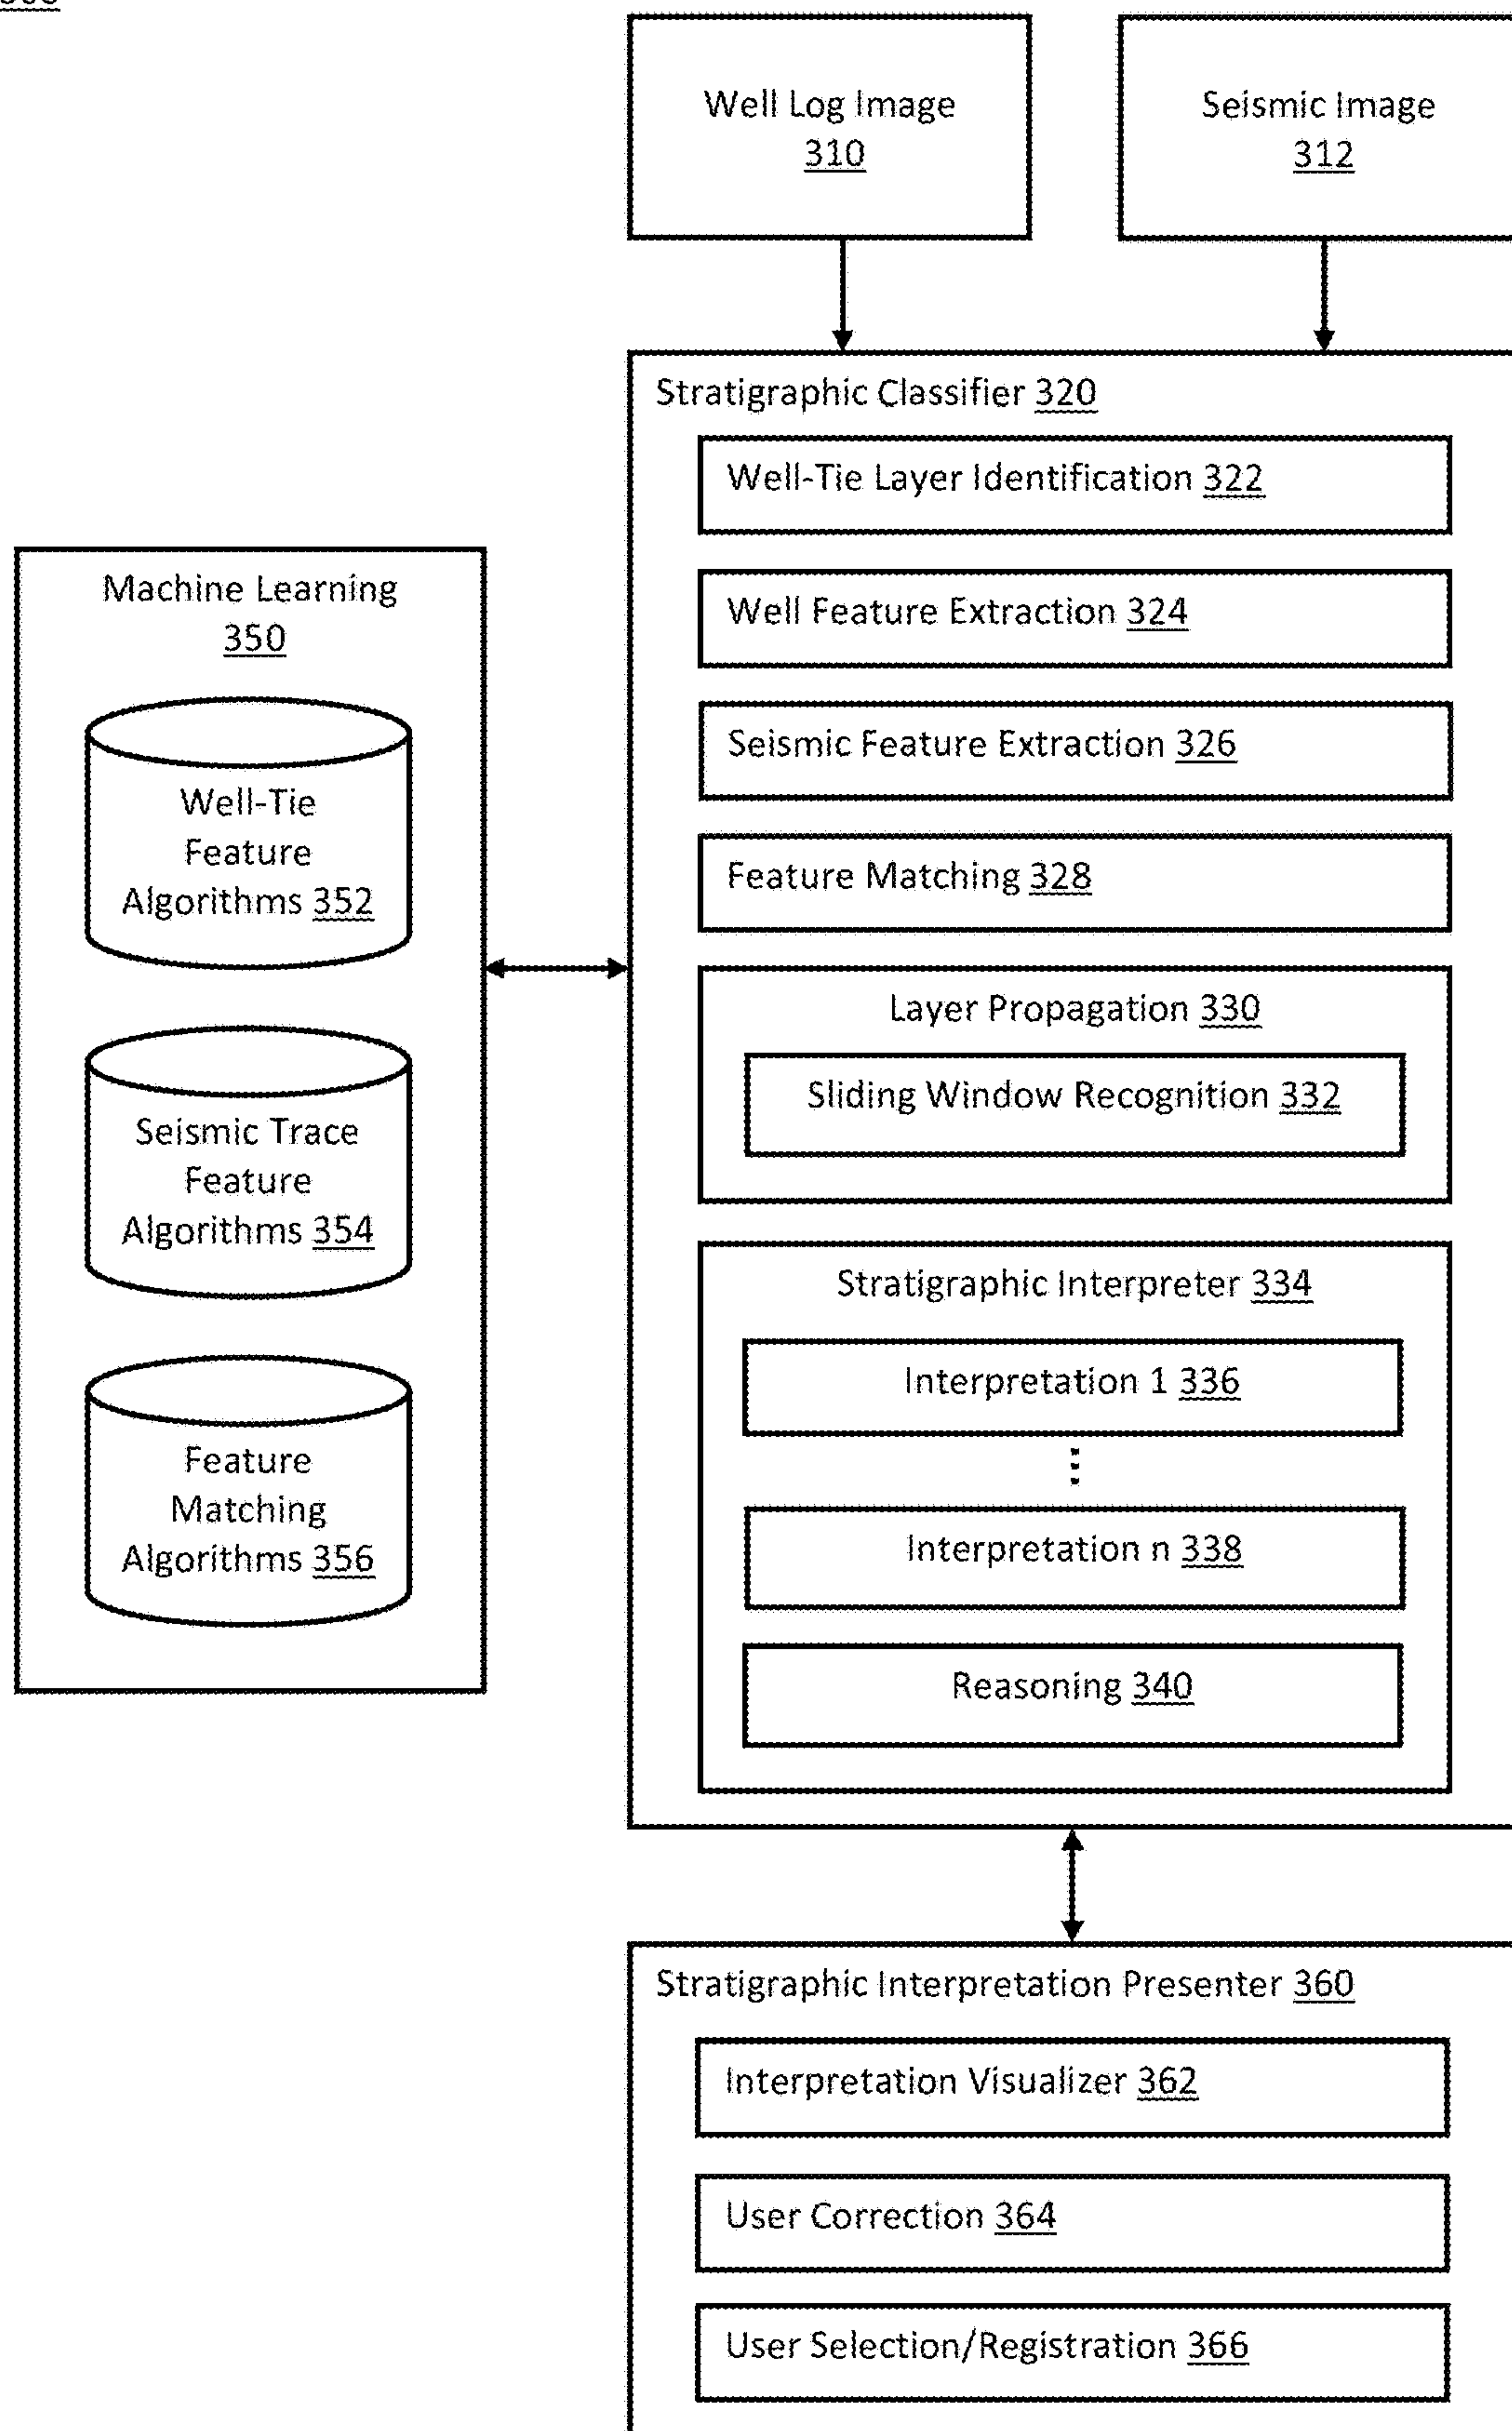 Well Log Image
310
Seismic Image
312
Stratigraphic Classifier 320
Well-Tie Layer Identification 322
Well Feature Extraction 324
Seismic Feature Extraction 326
Feature Matching 328
Layer Propagation 330
Sliding Window Recognition 332
Stratigraphic Interpreter 334
Interpretation 1 336
⋮
Interpretation n 338
Reasoning 340
Machine Learning
350
Well-Tie
Feature
Algorithms 352
Seismic Trace
Feature
Algorithms 354
Feature
Matching
Algorithms 356
Stratigraphic Interpretation Presenter 360
Interpretation Visualizer 362
User Correction 364
User Selection/Registration 366